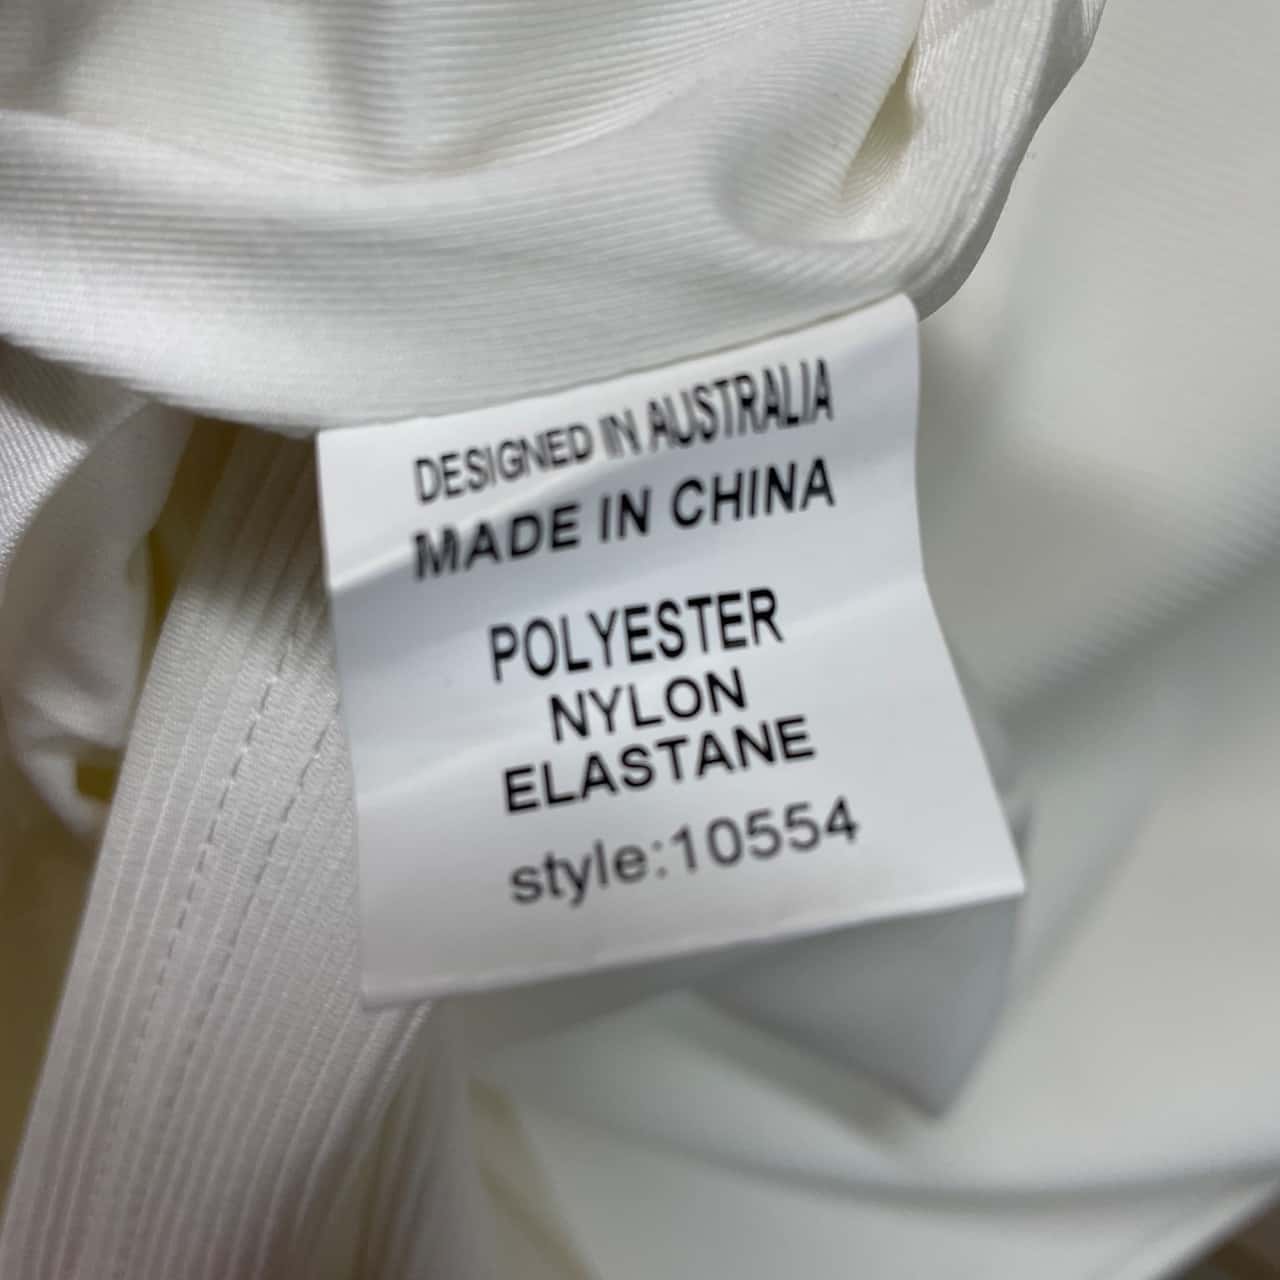 DESIGNED IN AUSTRALIA
MADE IN CHINA
POLYESTER
NYLON
ELASTANE
style:10554